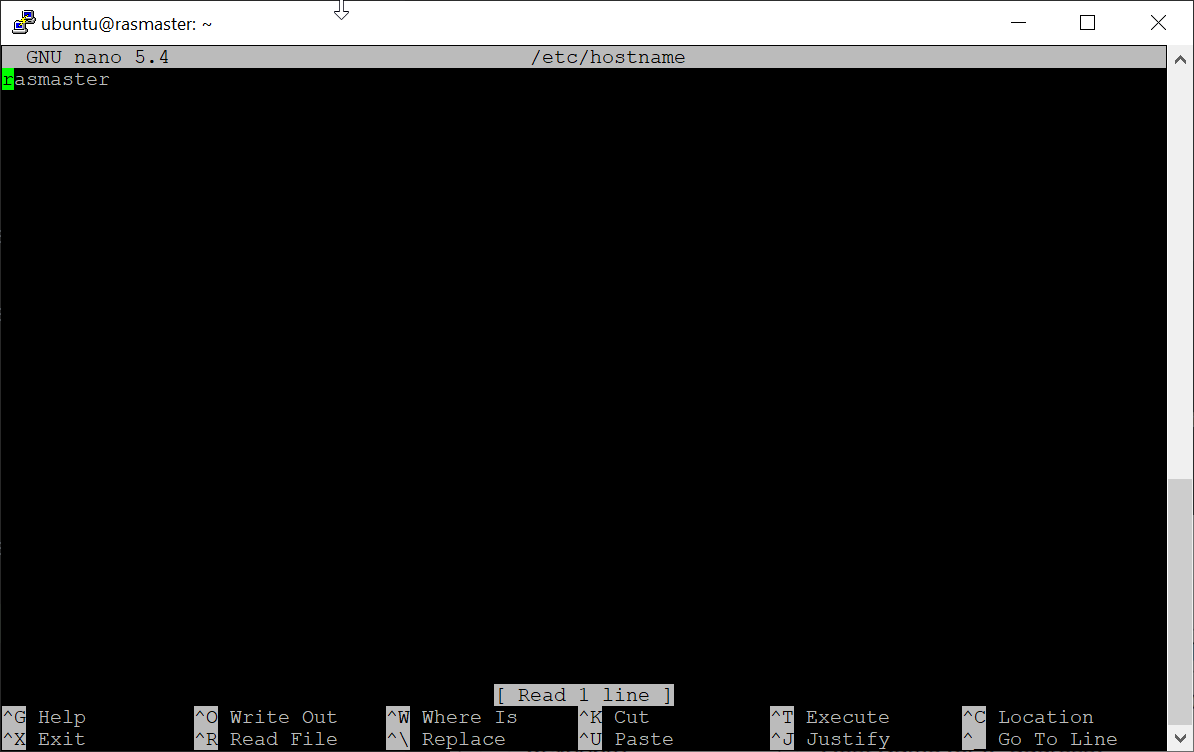 ubuntu@rasmaster: ~
GNU nano 5.4 /etc/hostname
rasmaster
[ Read 1 line ]
^G Help ^O Write Out ^W Where Is ^K Cut ^T Execute ^C Location
^X Exit ^R Read File ^\ Replace ^U Paste ^J Justify ^_ Go To Line